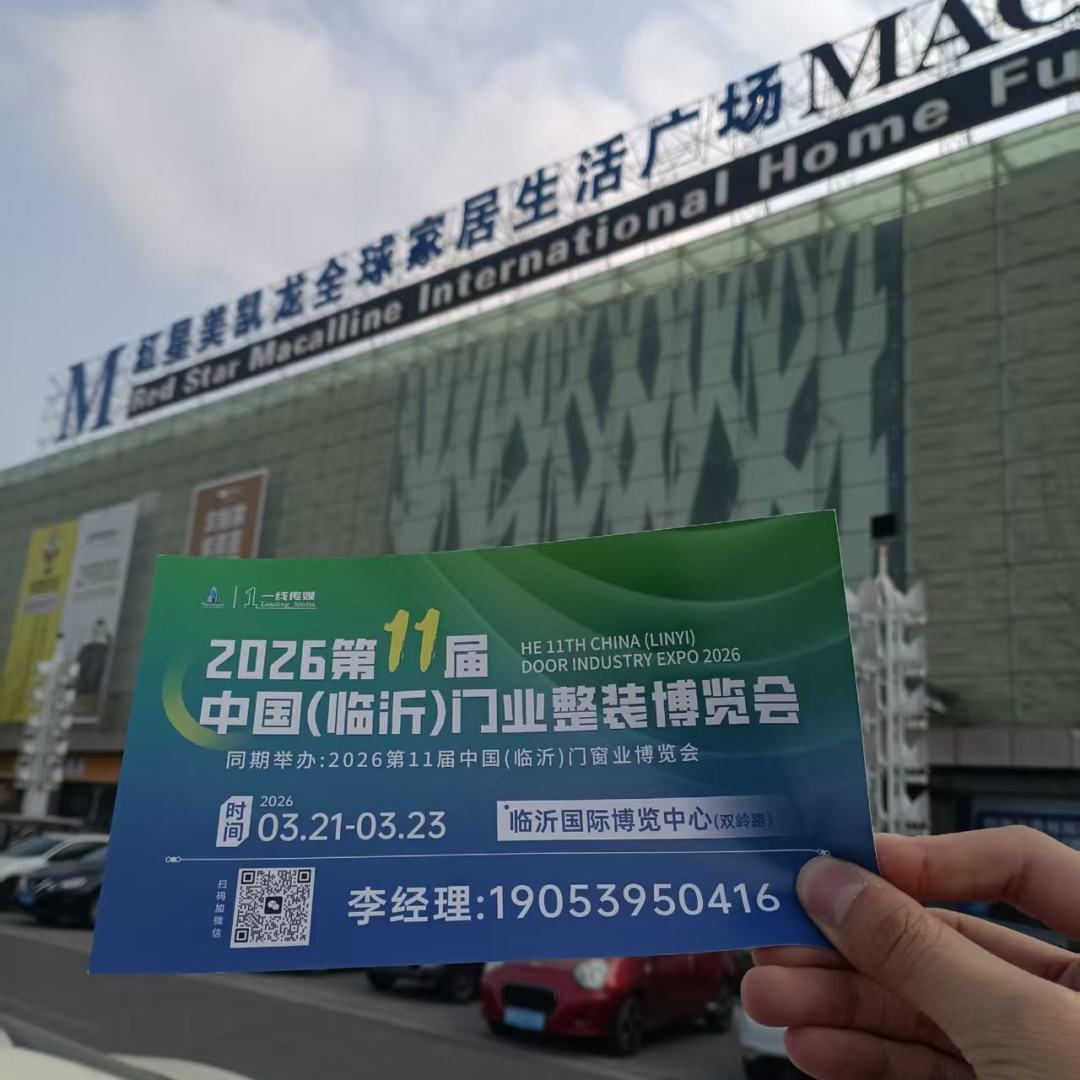 红星美凯龙全球家居生活广场 MAC
M
Red Star Macalline International Home Fu
一线传媒
Leading Media
2026第11届
HE 11TH CHINA (LINYI)
DOOR INDUSTRY EXPO 2026
中国(临沂)门业整装博览会
同期举办:2026第11届中国(临沂)门窗业博览会
时间
2026
03.21-03.23
临沂国际博览中心(双岭路)
扫码加微信
李经理:19053950416